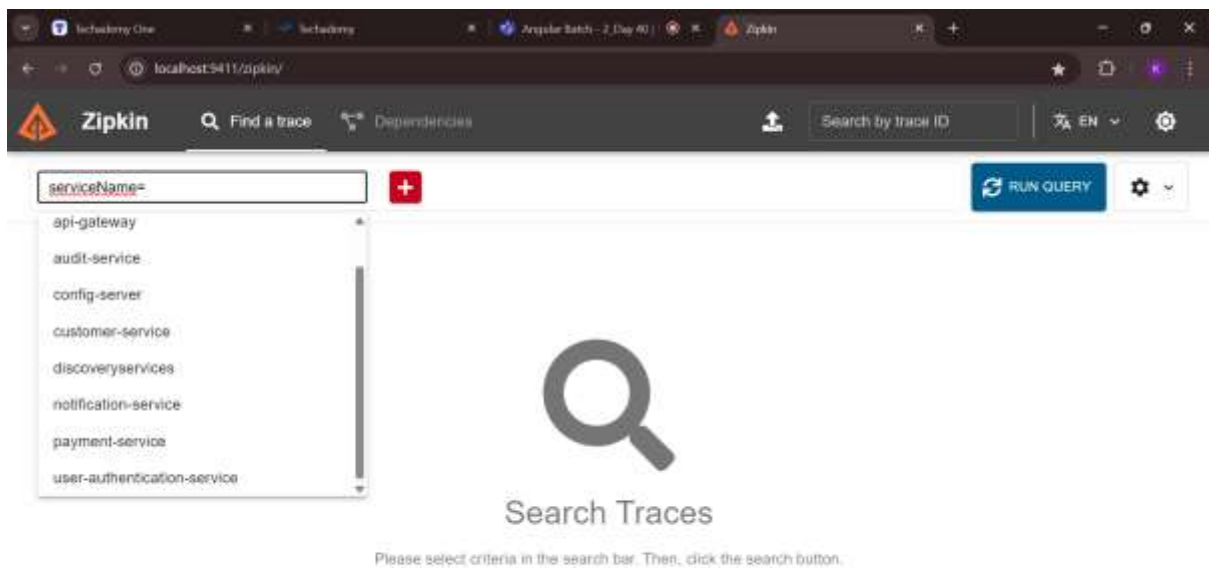 Techademy One
Techademy
Angular Batch - 2_Day 40 |
Zipkin
localhost:9411/zipkin/
Zipkin
Find a trace
Dependencies
Search by trace ID
EN
serviceName=
RUN QUERY
api-gateway
audit-service
config-server
customer-service
discoveryservices
notification-service
payment-service
user-authentication-service
Search Traces
Please select criteria in the search bar. Then, click the search button.